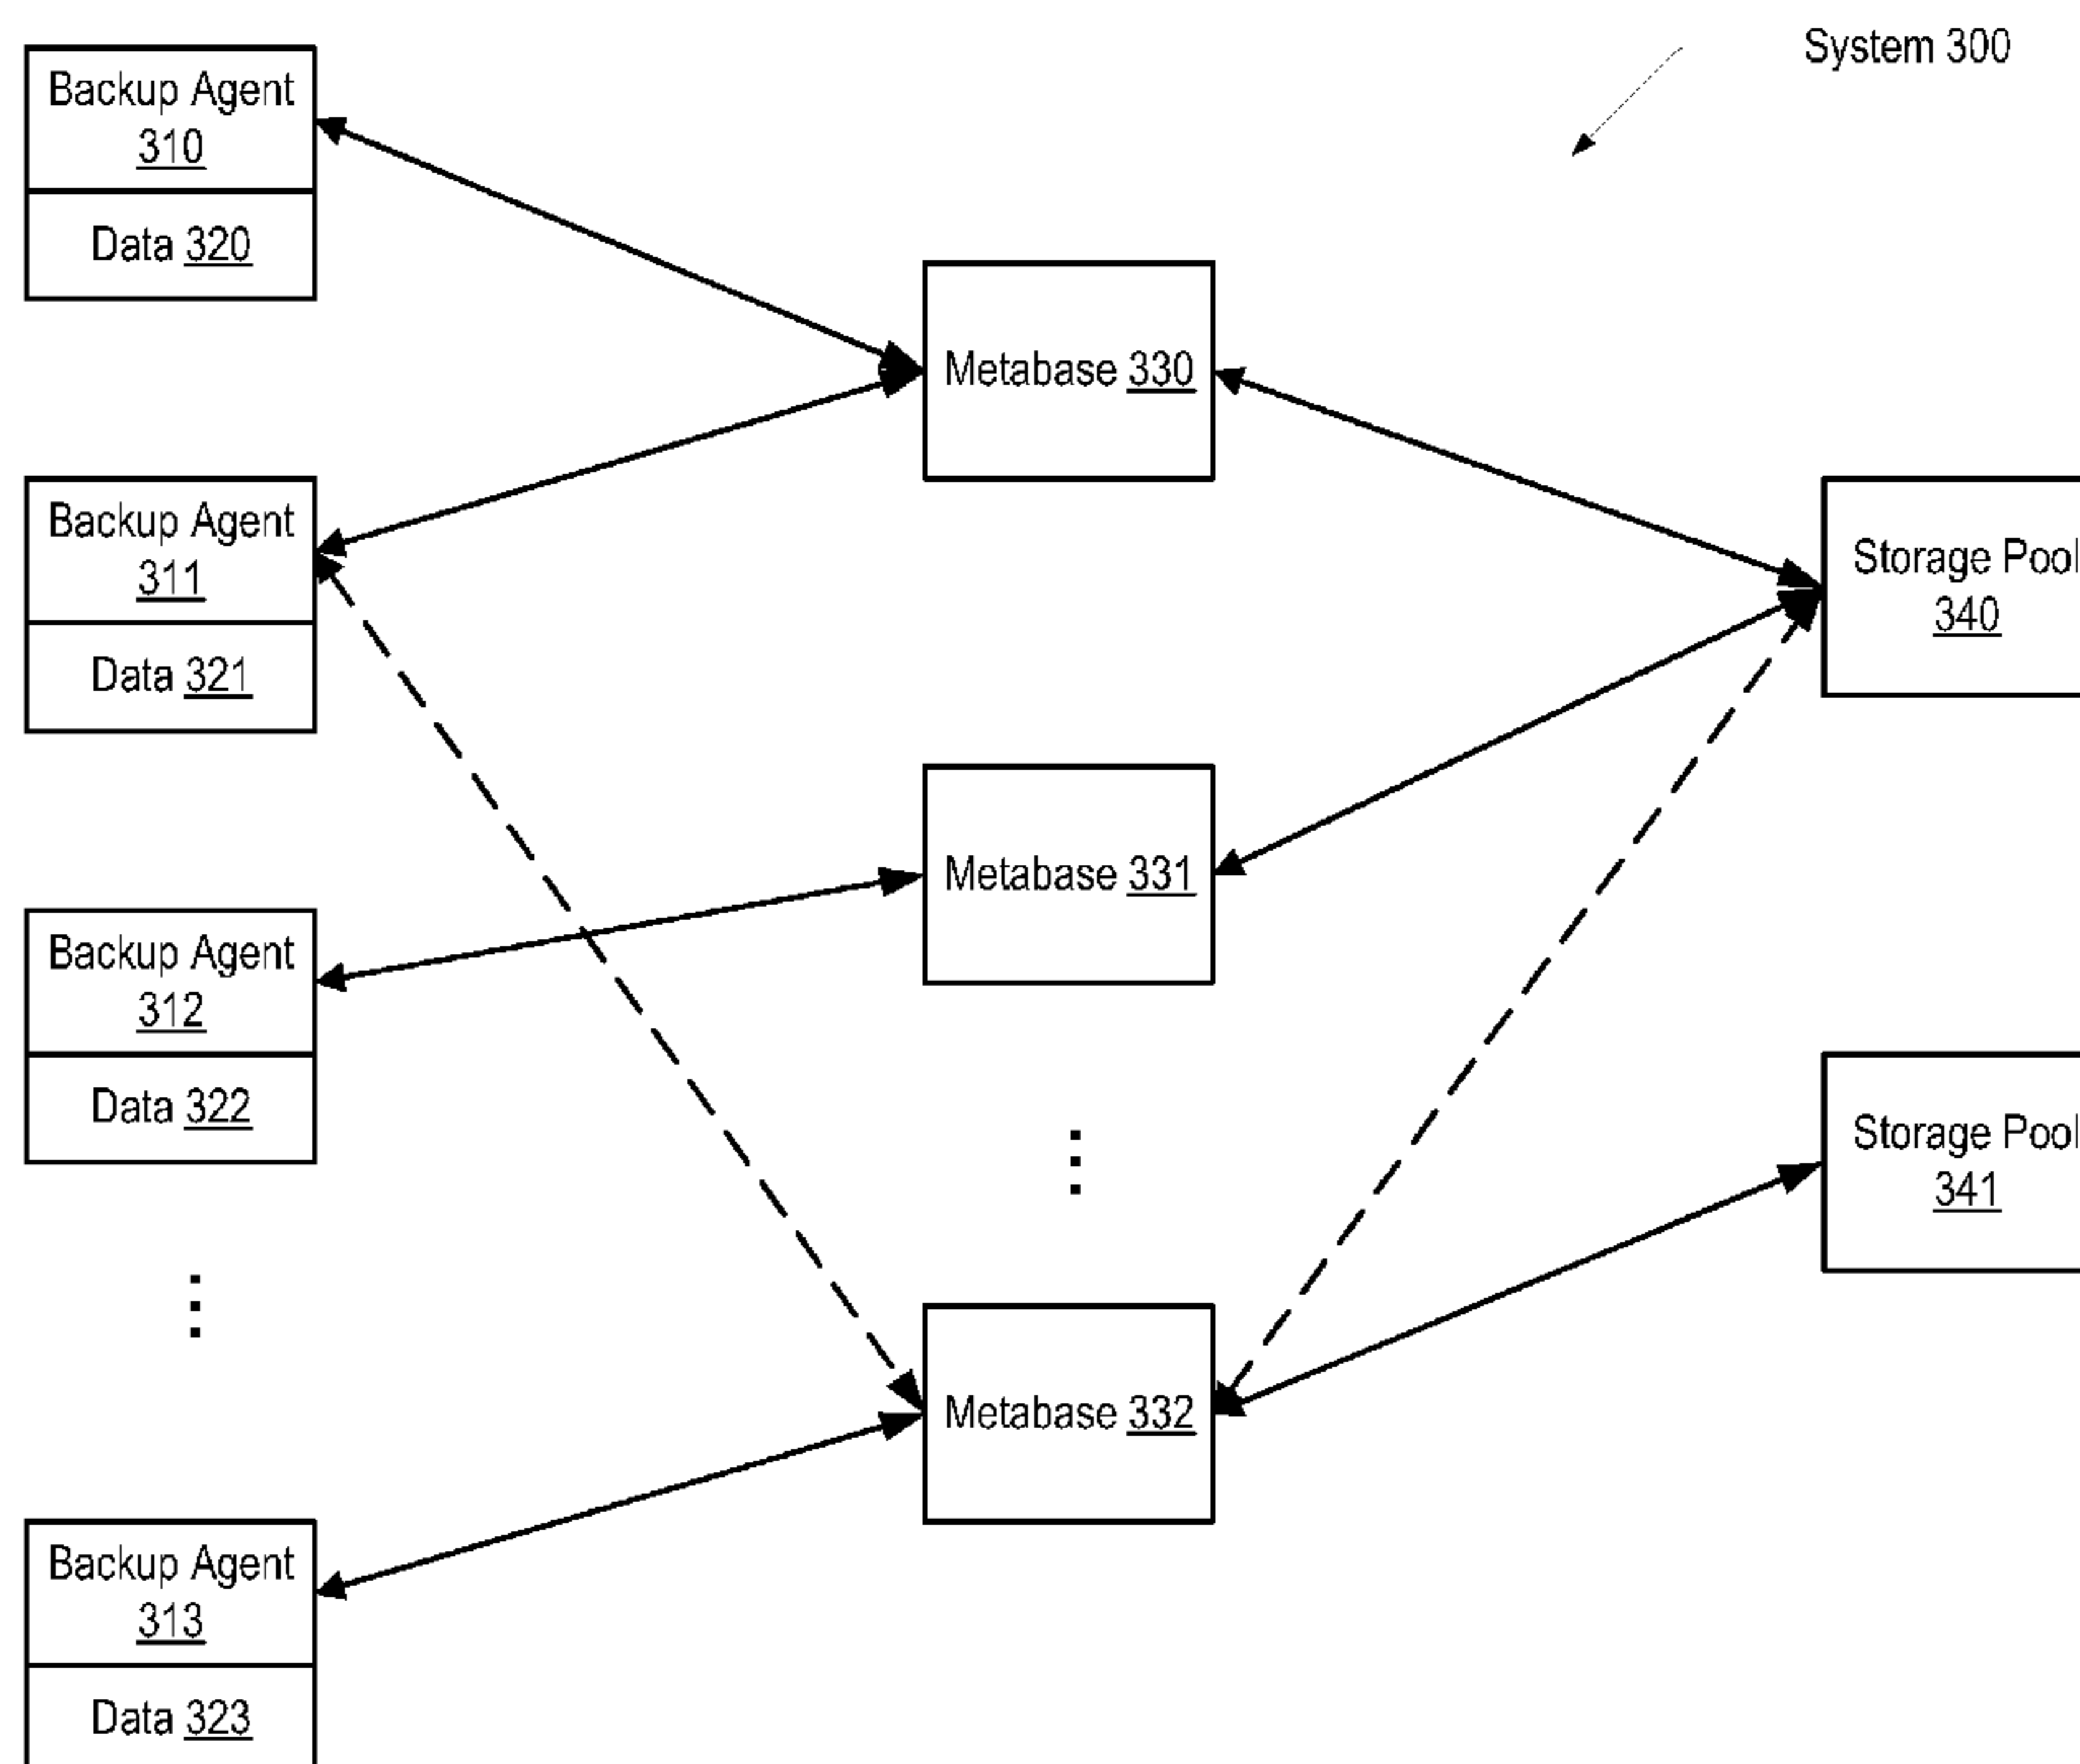 System 300
Backup Agent
310
Data 320
Metabase 330
Backup Agent
311
Data 321
Storage Pool
340
Metabase 331
Backup Agent
312
Data 322
Storage Pool
341
Metabase 332
Backup Agent
313
Data 323